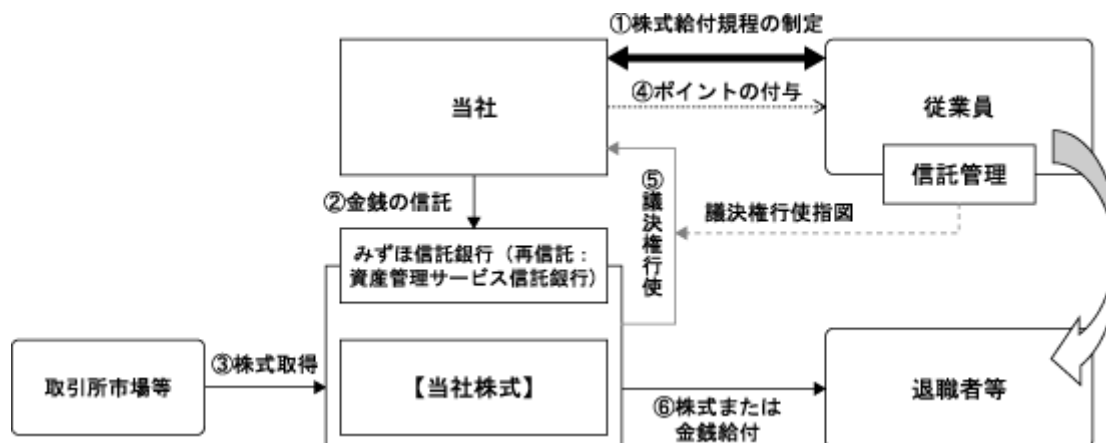 ①株式給付規程の制定
当社
④ポイントの付与
従業員
信託管理
②金銭の信託
⑤議決権行使
議決権行使指図
みずほ信託銀行（再信託：
資産管理サービス信託銀行）
取引所市場等
③株式取得
【当社株式】
⑥株式または
金銭給付
退職者等